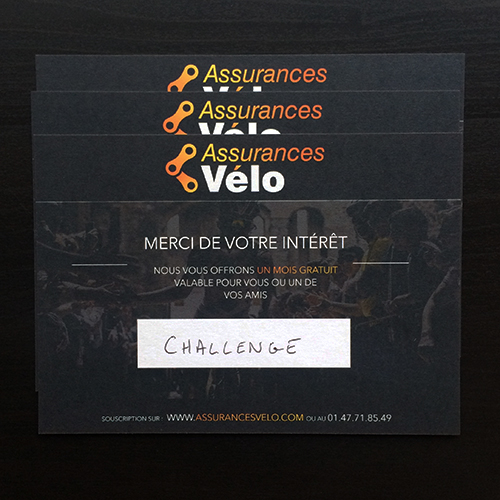 Assurances
Vélo
Assurances
Vélo
Assurances
Vélo
MERCI DE VOTRE INTÉRÊT
NOUS VOUS OFFRONS UN MOIS GRATUIT
VALABLE POUR VOUS OU UN DE
VOS AMIS
CHALLENGE
SOUSCRIPTION SUR : WWW.ASSURANCESVELO.COM OU AU 01.47.71.85.49